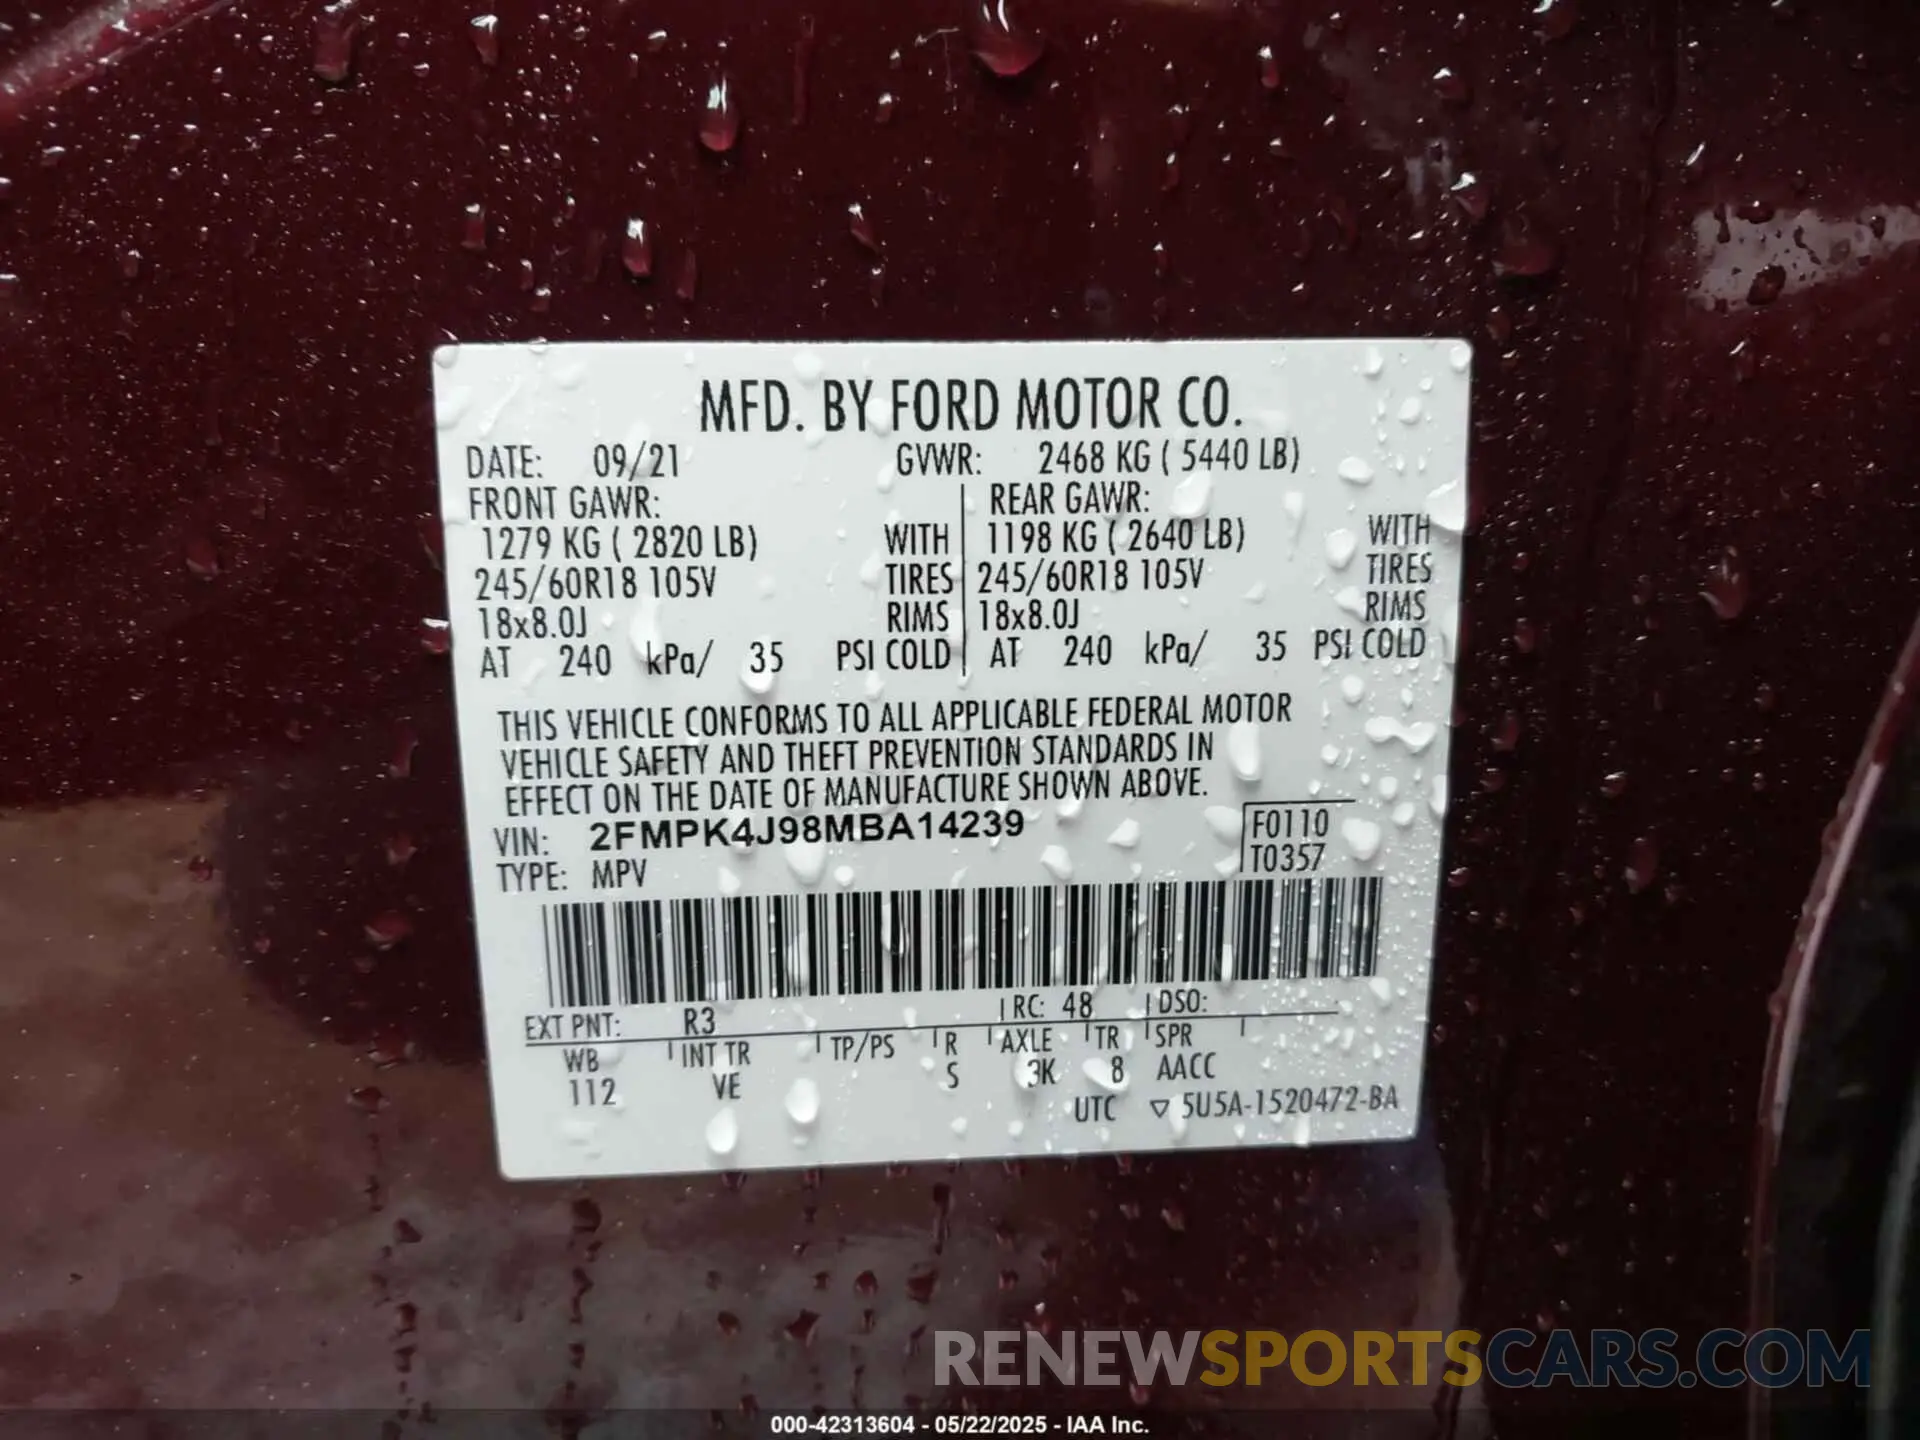 MFD. BY FORD MOTOR CO.
DATE: 09/21 GVWR: 2468 KG ( 5440 LB)
FRONT GAWR: REAR GAWR:
1279 KG ( 2820 LB) WITH 1198 KG ( 2640 LB) WITH
245/60R18 105V TIRES 245/60R18 105V TIRES
18x8.0J RIMS 18x8.0J RIMS
AT 240 kPa/ 35 PSI COLD AT 240 kPa/ 35 PSI COLD
THIS VEHICLE CONFORMS TO ALL APPLICABLE FEDERAL MOTOR
VEHICLE SAFETY AND THEFT PREVENTION STANDARDS IN
EFFECT ON THE DATE OF MANUFACTURE SHOWN ABOVE.
VIN: 2FMPK4J98MBA14239 F0110
TYPE: MPV T0357
EXT PNT: R3 RC: 48 DSO:
WB INT TR TP/PS R AXLE TR SPR
112 VE S 3K 8 AACC
UTC ▽ 5U5A-1520472-BA
RENEWSPORTSCARS.COM
000-42313604 - 05/22/2025 - IAA Inc.